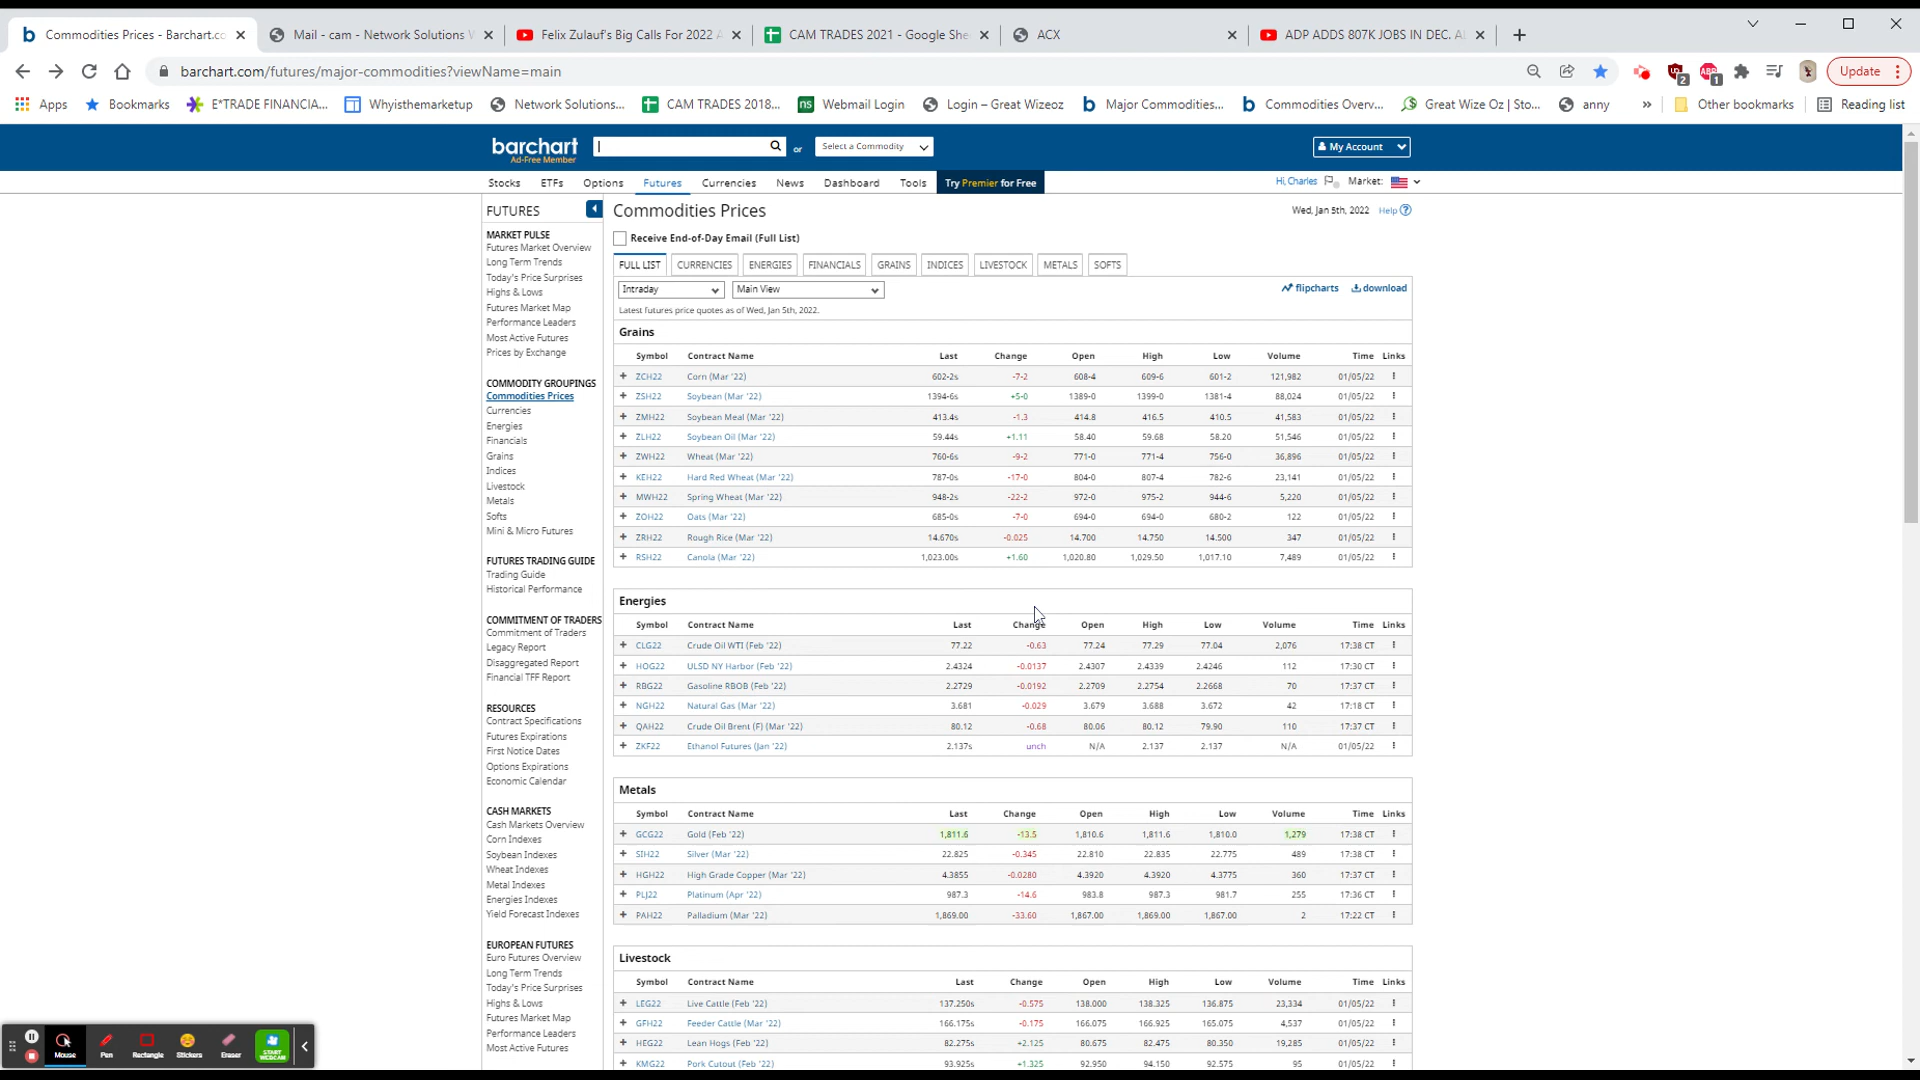 Commodities Prices - Barchart.co
Mail - cam - Network Solutions W
Felix Zulauf's Big Calls For 2022 A
CAM TRADES 2021 - Google She
ACX
ADP ADDS 807K JOBS IN DEC. A
barchart.com/futures/major-commodities?viewName=main
2
1
Update
Apps
Bookmarks
E*TRADE FINANCIA...
Whyisthemarketup
Network Solutions...
CAM TRADES 2018...
Webmail Login
Login – Great Wizeoz
Major Commodities...
Commodities Overv...
Great Wize Oz | Sto...
anny
»
Other bookmarks
Reading list
barchart
Ad-Free Member
or
Select a Commodity
My Account
Stocks ETFs Options Futures Currencies News Dashboard Tools Try Premier for Free
Hi, Charles Market:
FUTURES
MARKET PULSE
Futures Market Overview
Long Term Trends
Today's Price Surprises
Highs & Lows
Futures Market Map
Performance Leaders
Most Active Futures
Prices by Exchange
COMMODITY GROUPINGS
Commodities Prices
Currencies
Energies
Financials
Grains
Indices
Livestock
Metals
Softs
Mini & Micro Futures
FUTURES TRADING GUIDE
Trading Guide
Historical Performance
COMMITMENT OF TRADERS
Commitment of Traders
Legacy Report
Disaggregated Report
Financial TFF Report
RESOURCES
Contract Specifications
Futures Expirations
First Notice Dates
Options Expirations
Economic Calendar
CASH MARKETS
Cash Markets Overview
Corn Indexes
Soybean Indexes
Wheat Indexes
Metal Indexes
Energies Indexes
Yield Forecast Indexes
EUROPEAN FUTURES
Euro Futures Overview
Long Term Trends
Today's Price Surprises
Highs & Lows
Futures Market Map
Performance Leaders
Most Active Futures
Commodities Prices
Wed, Jan 5th, 2022 Help ?
Receive End-of-Day Email (Full List)
FULL LIST CURRENCIES ENERGIES FINANCIALS GRAINS INDICES LIVESTOCK METALS SOFTS
Intraday Main View flipcharts download
Latest futures price quotes as of Wed, Jan 5th, 2022.
Grains
Symbol Contract Name Last Change Open High Low Volume Time Links
+ ZCH22 Corn (Mar '22) 602-2s -7-2 608-4 609-6 601-2 121,982 01/05/22
+ ZSH22 Soybean (Mar '22) 1394-6s +5-0 1389-0 1399-0 1381-4 88,024 01/05/22
+ ZMH22 Soybean Meal (Mar '22) 413.4s -1.3 414.8 416.5 410.5 41,583 01/05/22
+ ZLH22 Soybean Oil (Mar '22) 59.44s +1.11 58.40 59.68 58.20 51,546 01/05/22
+ ZWH22 Wheat (Mar '22) 760-6s -9-2 771-0 771-4 756-0 36,896 01/05/22
+ KEH22 Hard Red Wheat (Mar '22) 787-0s -17-0 804-0 807-4 782-6 23,141 01/05/22
+ MWH22 Spring Wheat (Mar '22) 948-2s -22-2 972-0 975-2 944-6 5,220 01/05/22
+ ZOH22 Oats (Mar '22) 685-0s -7-0 694-0 694-0 680-2 122 01/05/22
+ ZRH22 Rough Rice (Mar '22) 14.670s -0.025 14.700 14.750 14.500 347 01/05/22
+ RSH22 Canola (Mar '22) 1,023.00s +1.60 1,020.80 1,029.50 1,017.10 7,489 01/05/22
Energies
Symbol Contract Name Last Change Open High Low Volume Time Links
+ CLG22 Crude Oil WTI (Feb '22) 77.22 -0.63 77.24 77.29 77.04 2,076 17:38 CT
+ HOG22 ULSD NY Harbor (Feb '22) 2.4324 -0.0137 2.4307 2.4339 2.4246 112 17:30 CT
+ RBG22 Gasoline RBOB (Feb '22) 2.2729 -0.0192 2.2709 2.2754 2.2668 70 17:37 CT
+ NGH22 Natural Gas (Mar '22) 3.681 -0.029 3.679 3.688 3.672 42 17:18 CT
+ QAH22 Crude Oil Brent (F) (Mar '22) 80.12 -0.68 80.06 80.12 79.90 110 17:37 CT
+ ZKF22 Ethanol Futures (Jan '22) 2.137s unch N/A 2.137 2.137 N/A 01/05/22
Metals
Symbol Contract Name Last Change Open High Low Volume Time Links
+ GCG22 Gold (Feb '22) 1,811.6 -13.5 1,810.6 1,811.6 1,810.0 1,279 17:38 CT
+ SIH22 Silver (Mar '22) 22.825 -0.345 22.810 22.835 22.775 489 17:38 CT
+ HGH22 High Grade Copper (Mar '22) 4.3855 -0.0280 4.3920 4.3920 4.3775 360 17:37 CT
+ PLJ22 Platinum (Apr '22) 987.3 -14.6 983.8 987.3 981.7 255 17:36 CT
+ PAH22 Palladium (Mar '22) 1,869.00 -33.60 1,867.00 1,869.00 1,867.00 2 17:22 CT
Livestock
Symbol Contract Name Last Change Open High Low Volume Time Links
+ LEG22 Live Cattle (Feb '22) 137.250s -0.575 138.000 138.325 136.875 23,334 01/05/22
+ GFH22 Feeder Cattle (Mar '22) 166.175s -0.175 166.075 166.925 165.075 4,537 01/05/22
+ HEG22 Lean Hogs (Feb '22) 82.275s +2.125 80.675 82.475 80.350 19,285 01/05/22
+ KMG22 Pork Cutout (Feb '22) 93.925s +1.325 92.950 94.150 92.575 95 01/05/22
Mouse Pen Rectangle Stickers Eraser START WEBCAM